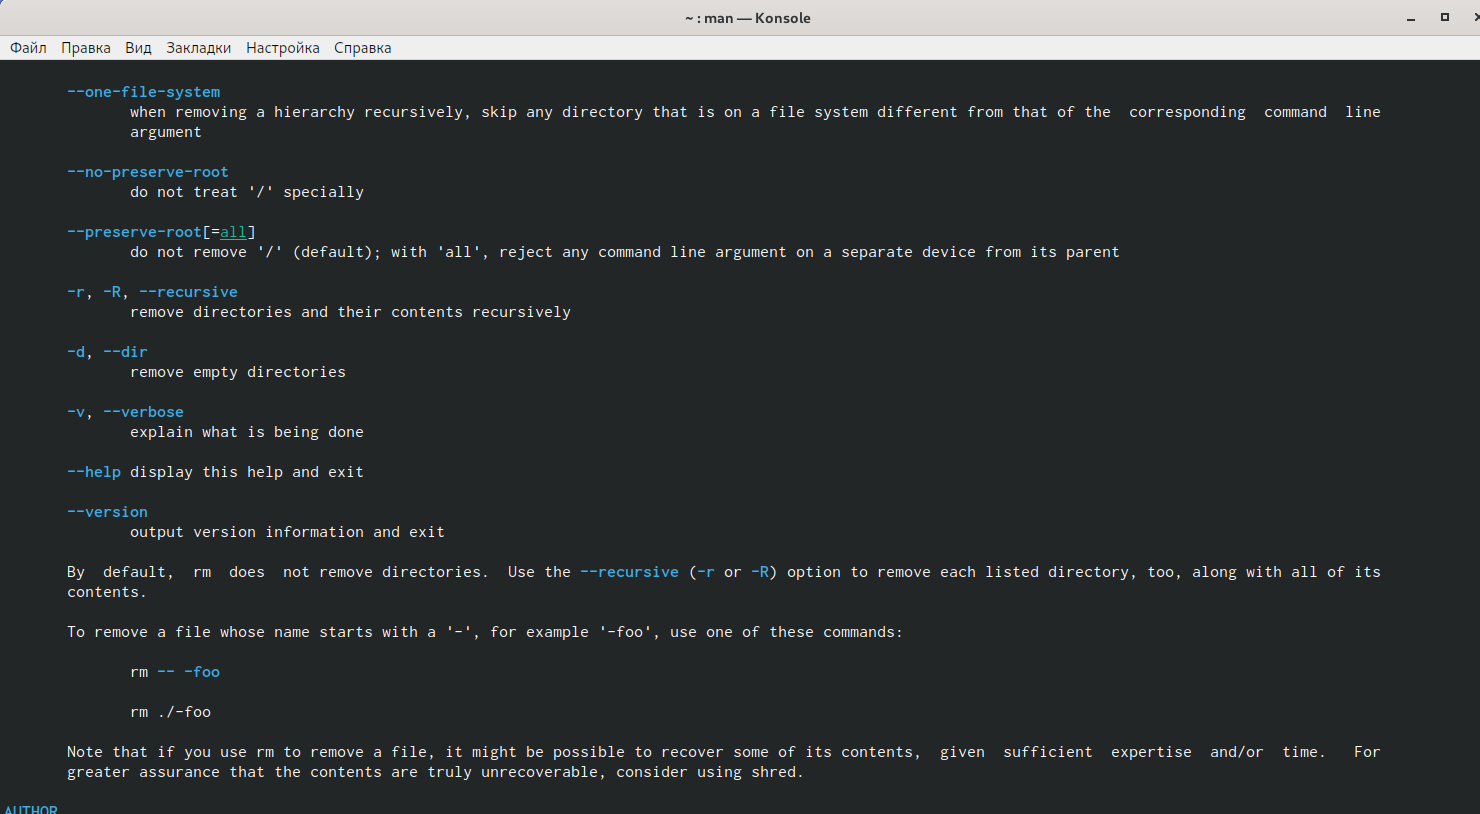 ~ : man — Konsole
Файл Правка Вид Закладки Настройка Справка
--one-file-system
when removing a hierarchy recursively, skip any directory that is on a file system different from that of the corresponding command line
argument
--no-preserve-root
do not treat '/' specially
--preserve-root[=all]
do not remove '/' (default); with 'all', reject any command line argument on a separate device from its parent
-r, -R, --recursive
remove directories and their contents recursively
-d, --dir
remove empty directories
-v, --verbose
explain what is being done
--help display this help and exit
--version
output version information and exit
By default, rm does not remove directories. Use the --recursive (-r or -R) option to remove each listed directory, too, along with all of its
contents.
To remove a file whose name starts with a '-', for example '-foo', use one of these commands:
rm -- -foo
rm ./-foo
Note that if you use rm to remove a file, it might be possible to recover some of its contents, given sufficient expertise and/or time. For
greater assurance that the contents are truly unrecoverable, consider using shred.
AUTHOR